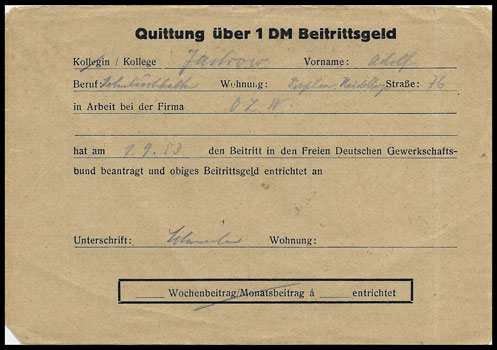 Quittung über 1 DM Beitrittsgeld
Kollegin / Kollege Jastrow Vorname: Adolf
Beruf: Wohnung: Straße: 76
in Arbeit bei der Firma O.Z.W.
hat am 1.9.53 den Beitritt in den Freien Deutschen Gewerkschafts-
bund beantragt und obiges Beitrittsgeld entrichtet an
Unterschrift: Wohnung:
Wochenbeitrag/Monatsbeitrag á entrichtet